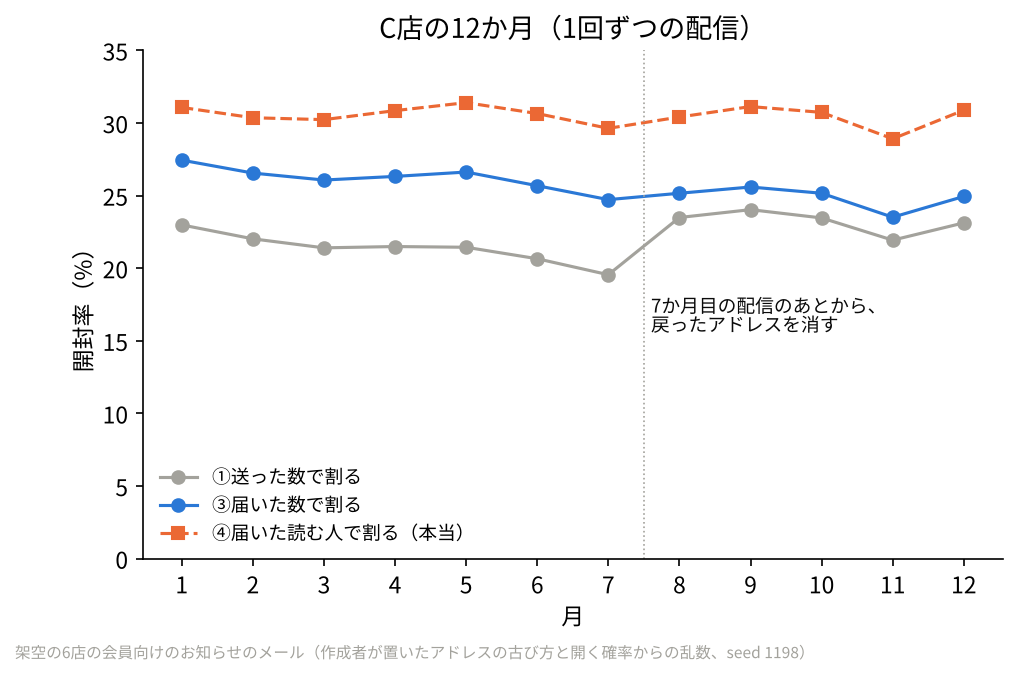 C店の12か月（1回ずつの配信）
開封率（%）
35
30
25
20
15
10
5
0
7か月目の配信のあとから、
戻ったアドレスを消す
①送った数で割る
③届いた数で割る
④届いた読む人で割る（本当）
1 2 3 4 5 6 7 8 9 10 11 12
月
架空の6店の会員向けのお知らせのメール（作成者が置いたアドレスの古び方と開く確率からの乱数、seed 1198）